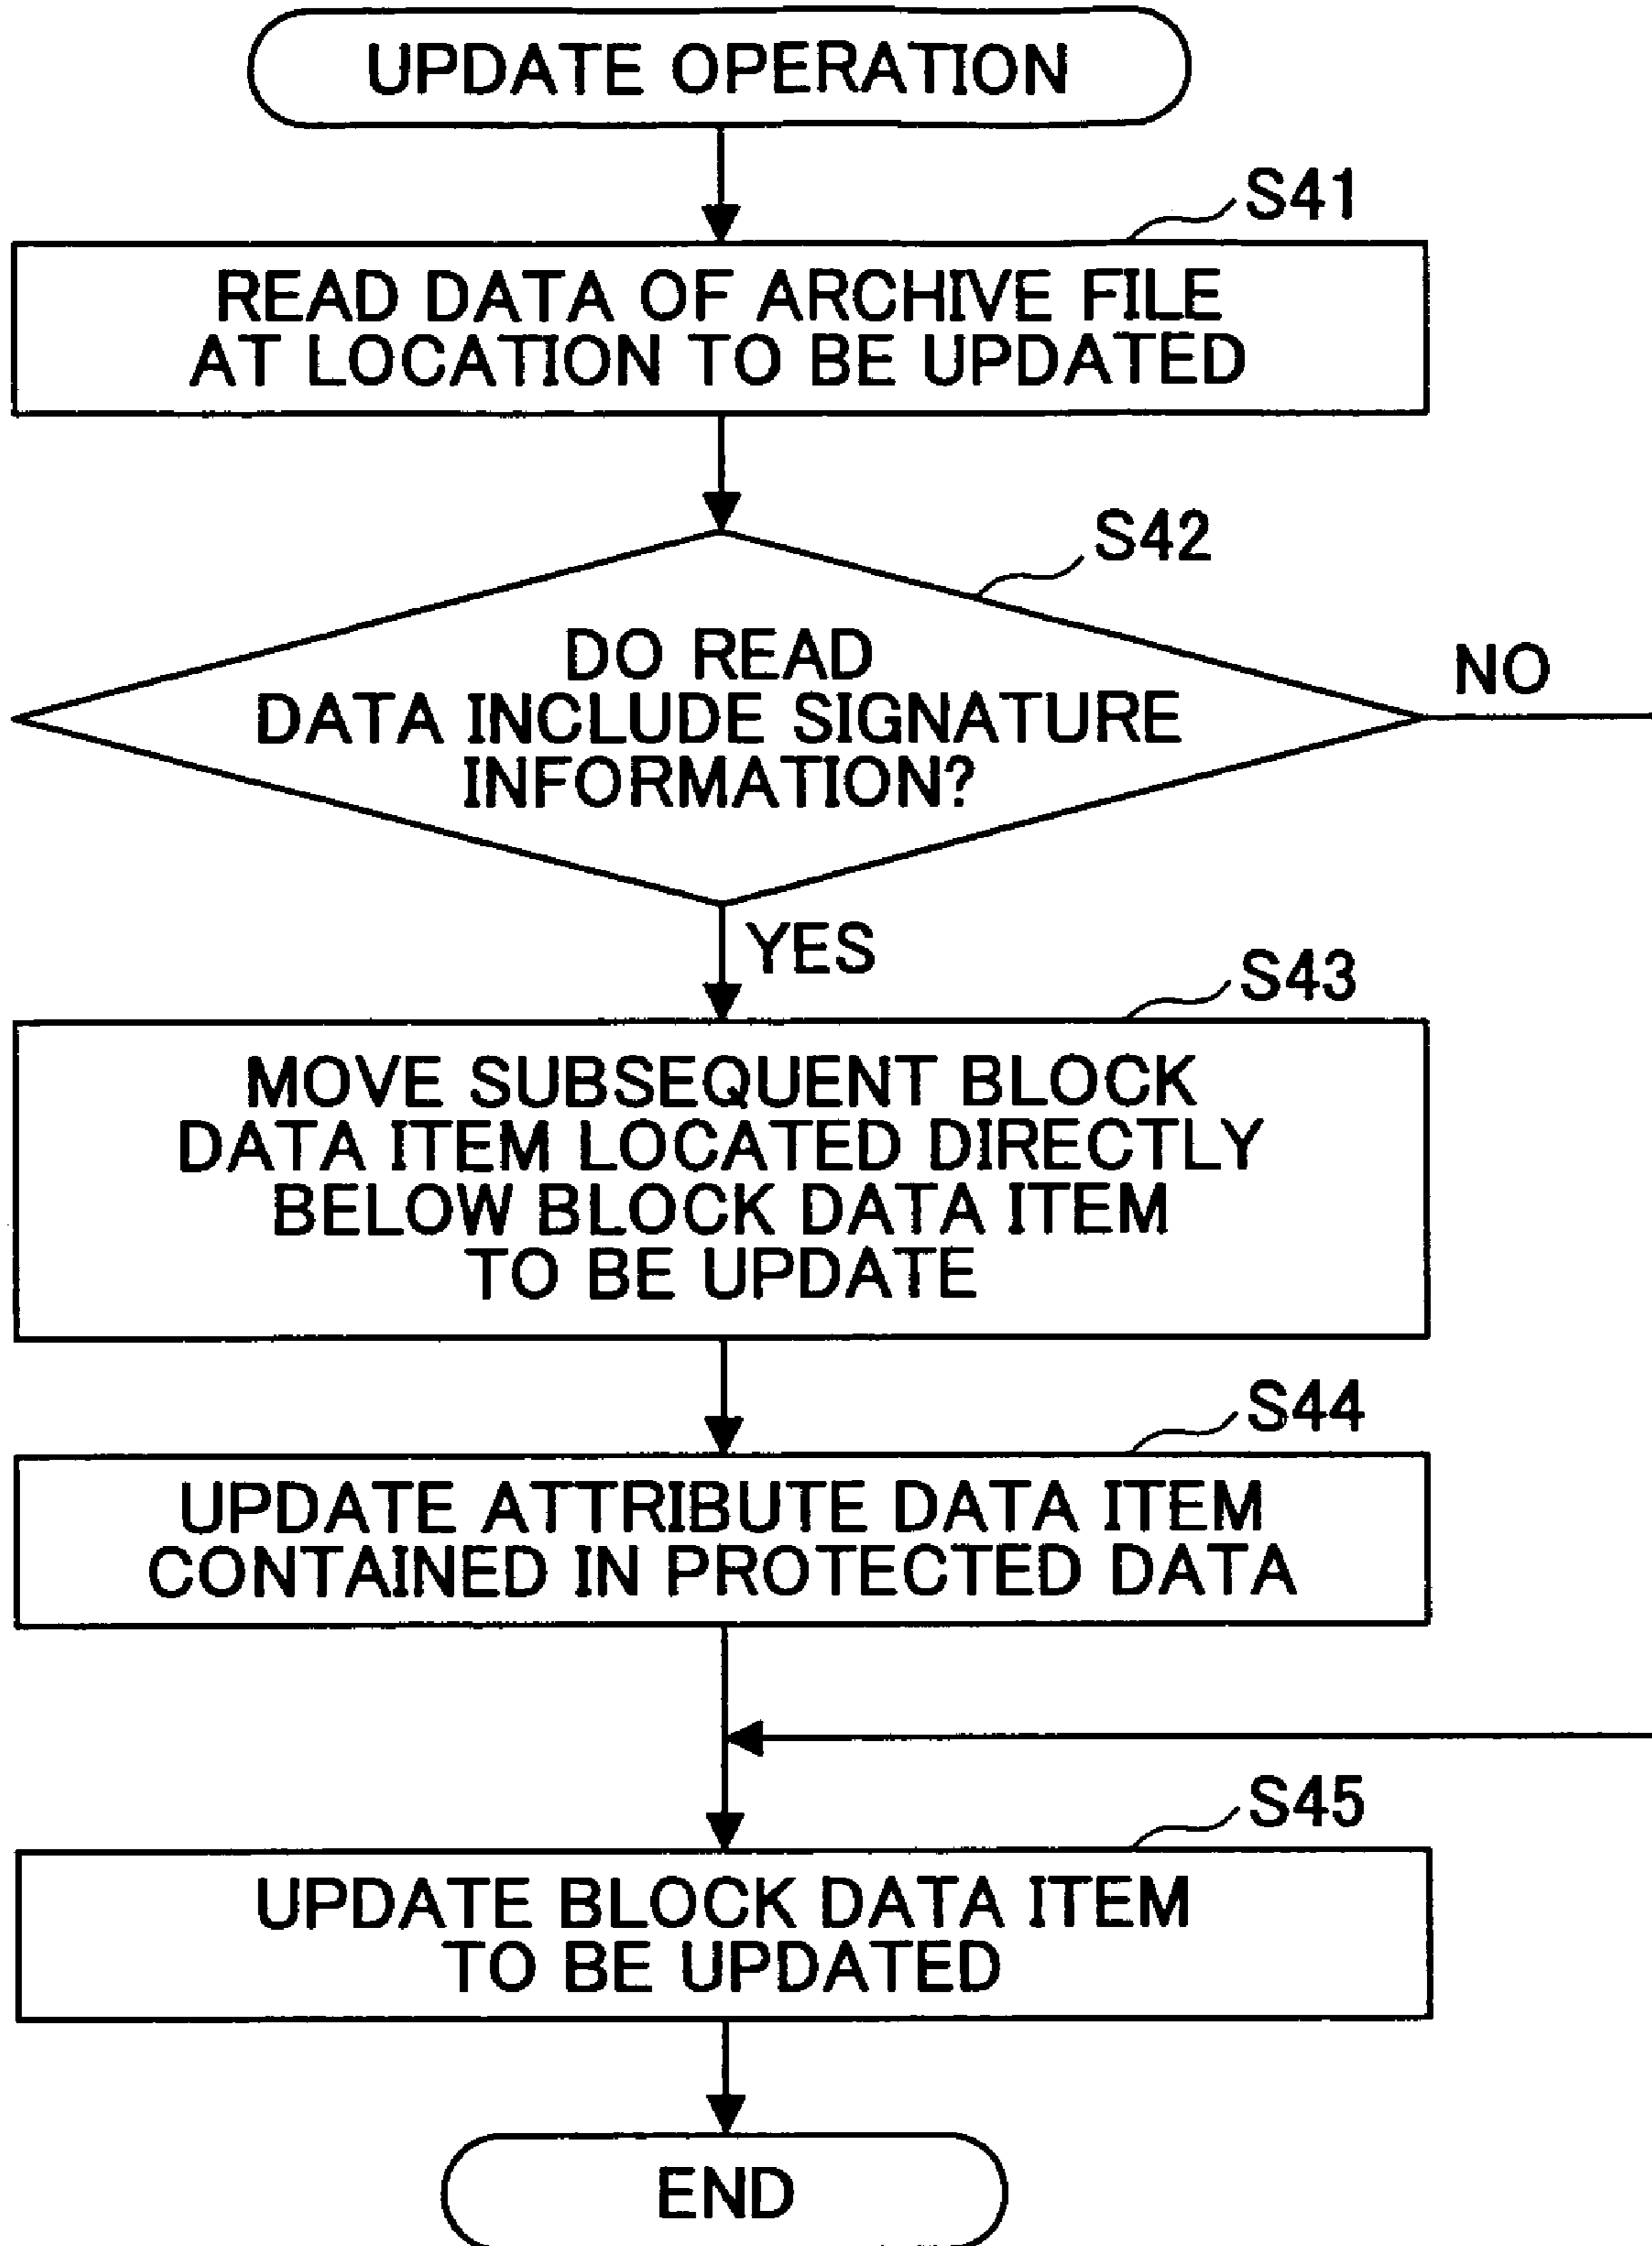 UPDATE OPERATION
S41
READ DATA OF ARCHIVE FILE
AT LOCATION TO BE UPDATED
S42
DO READ
DATA INCLUDE SIGNATURE
INFORMATION?
NO
YES
S43
MOVE SUBSEQUENT BLOCK
DATA ITEM LOCATED DIRECTLY
BELOW BLOCK DATA ITEM
TO BE UPDATE
S44
UPDATE ATTRIBUTE DATA ITEM
CONTAINED IN PROTECTED DATA
S45
UPDATE BLOCK DATA ITEM
TO BE UPDATED
END